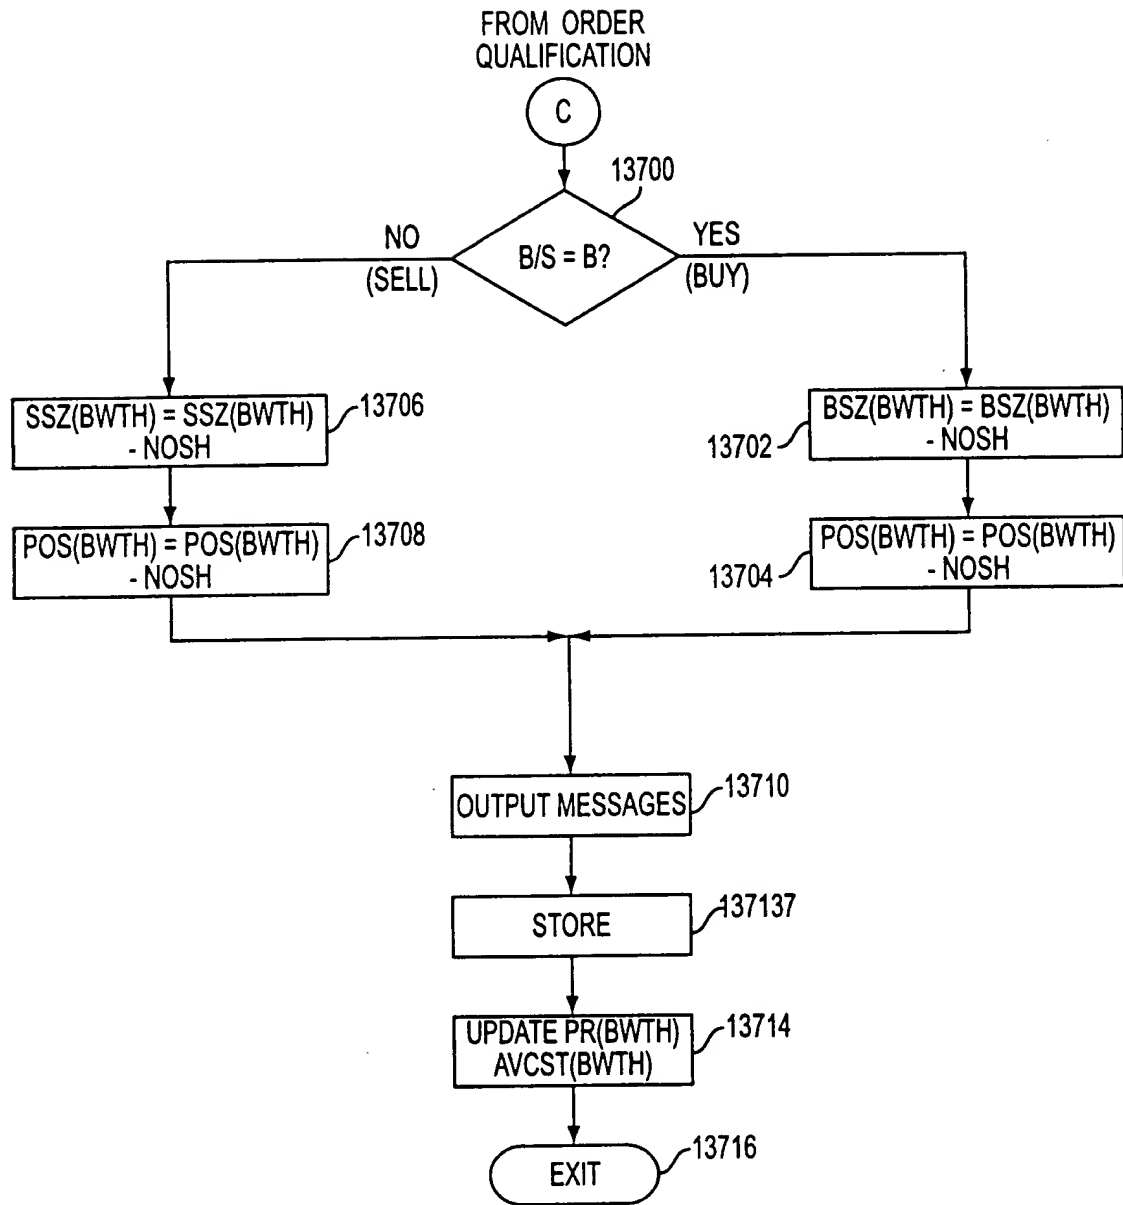 FROM ORDER
QUALIFICATION
C
13700
NO
(SELL)
B/S = B?
YES
(BUY)
SSZ(BWTH) = SSZ(BWTH)
- NOSH
13706
BSZ(BWTH) = BSZ(BWTH)
- NOSH
13702
POS(BWTH) = POS(BWTH)
- NOSH
13708
POS(BWTH) = POS(BWTH)
- NOSH
13704
OUTPUT MESSAGES
13710
STORE
137137
UPDATE PR(BWTH)
AVCST(BWTH)
13714
EXIT
13716